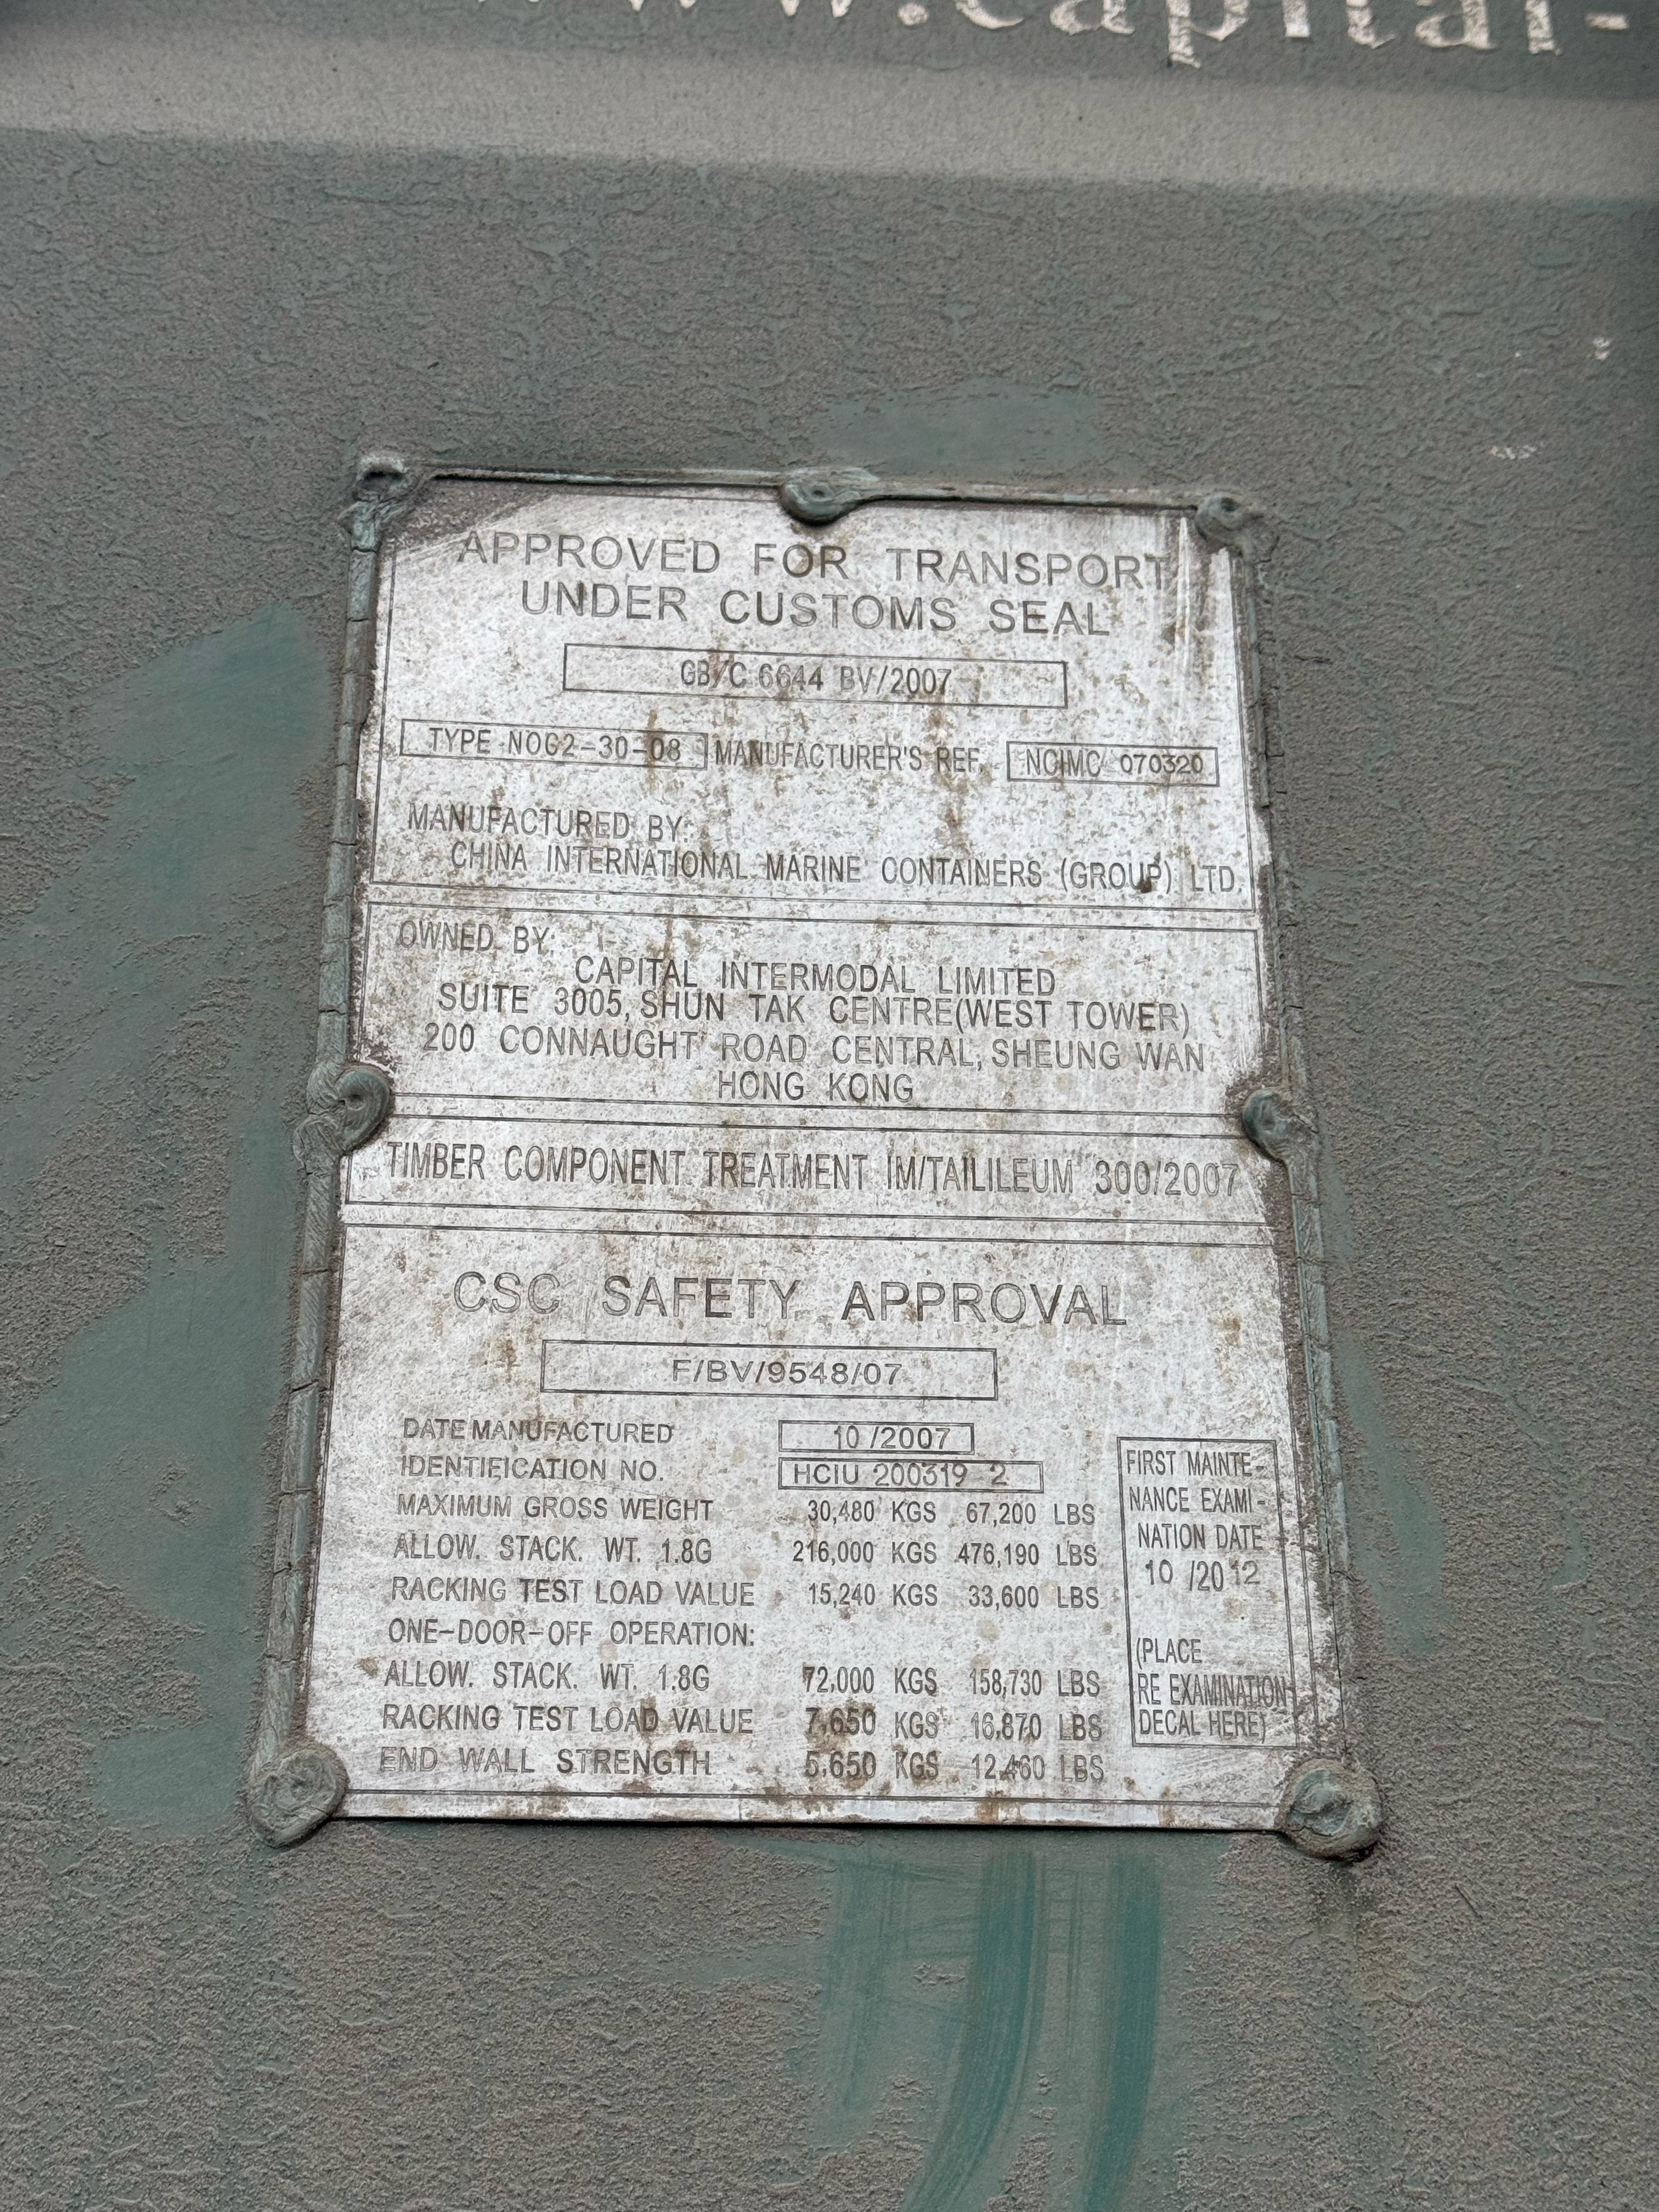 www.capital-
APPROVED FOR TRANSPORT
UNDER CUSTOMS SEAL
GB/C 6644 BV/2007
TYPE NOG2-30-08 MANUFACTURER'S REF. NCIMC 070320
MANUFACTURED BY:
CHINA INTERNATIONAL MARINE CONTAINERS (GROUP) LTD.
OWNED BY:
CAPITAL INTERMODAL LIMITED
SUITE 3005, SHUN TAK CENTRE(WEST TOWER)
200 CONNAUGHT ROAD CENTRAL, SHEUNG WAN
HONG KONG
TIMBER COMPONENT TREATMENT IM/TAILILEUM 300/2007
CSC SAFETY APPROVAL
F/BV/9548/07
DATE MANUFACTURED 10/2007
IDENTIFICATION NO. HCIU 200319 2
MAXIMUM GROSS WEIGHT 30,480 KGS 67,200 LBS
ALLOW. STACK. WT. 1.8G 216,000 KGS 476,190 LBS
RACKING TEST LOAD VALUE 15,240 KGS 33,600 LBS
ONE-DOOR-OFF OPERATION:
ALLOW. STACK. WT. 1.8G 72,000 KGS 158,730 LBS
RACKING TEST LOAD VALUE 7,650 KGS 16,870 LBS
END WALL STRENGTH 5,650 KGS 12,460 LBS
FIRST MAINTE-
NANCE EXAMI-
NATION DATE
10 /2012
(PLACE
RE EXAMINATION
DECAL HERE)